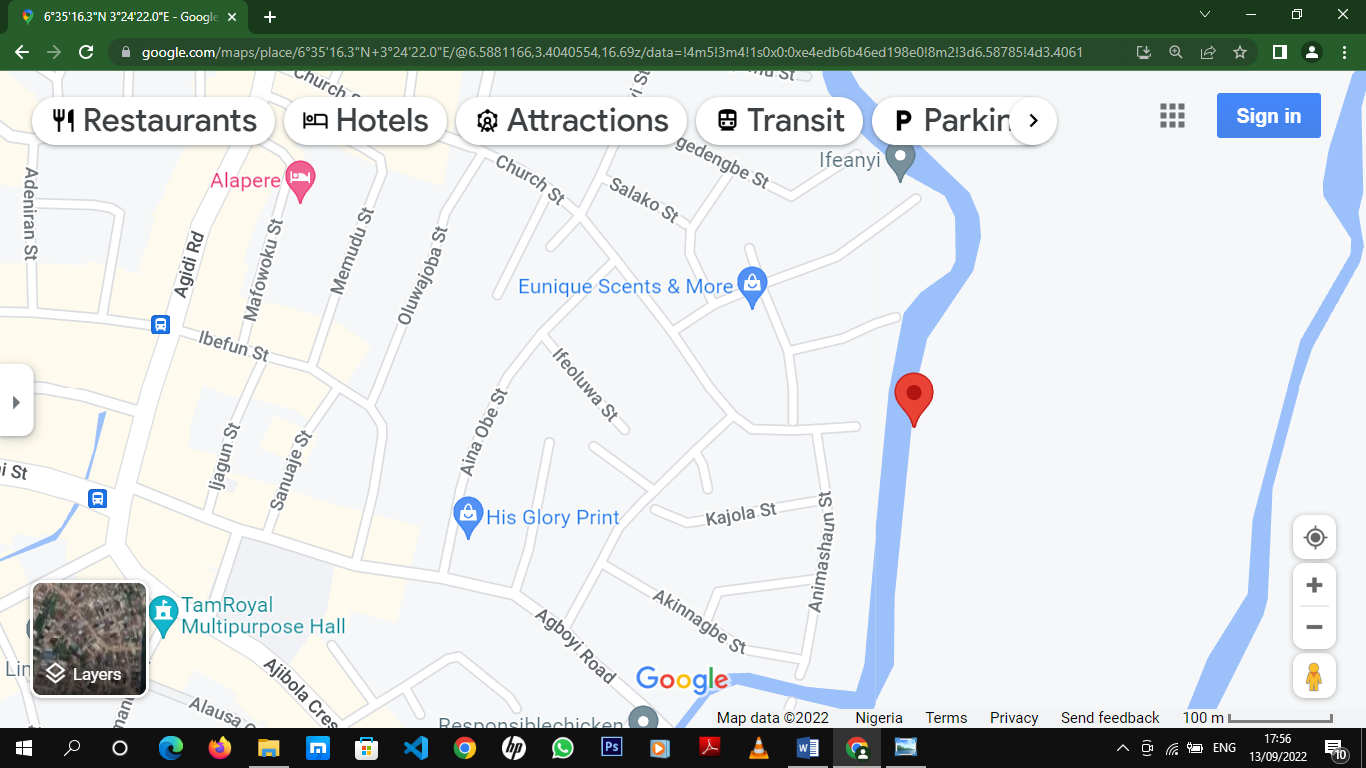 6°35'16.3"N 3°24'22.0"E - Google
google.com/maps/place/6°35'16.3"N+3°24'22.0"E/@6.5881166,3.4040554,16.69z/data=!4m5!3m4!1s0x0:0xe4edb6b46ed198e0!8m2!3d6.58785!4d3.4061
Church
Restaurants
Hotels
Attractions
Transit
Parkin
Sign in
Adeniran St
Alapere
Church St
gedengbe St
Ifeanyi
Salako St
Agidi Rd
Mafowoku St
Memudu St
Oluwajoba St
Eunique Scents & More
Ibefun St
Ifeoluwa St
Aina Obe St
Ijagun St
Sanuaje St
ni St
His Glory Print
Kajola St
Animashaun St
TamRoyal
Multipurpose Hall
Akinnagbe St
Agboyi Road
Lin
Layers
Ajibola Cres
Alausa
Google
Responsiblechicken
Map data ©2022
Nigeria
Terms
Privacy
Send feedback
100 m
Ps
W
hp
ENG
17:56
13/09/2022
10